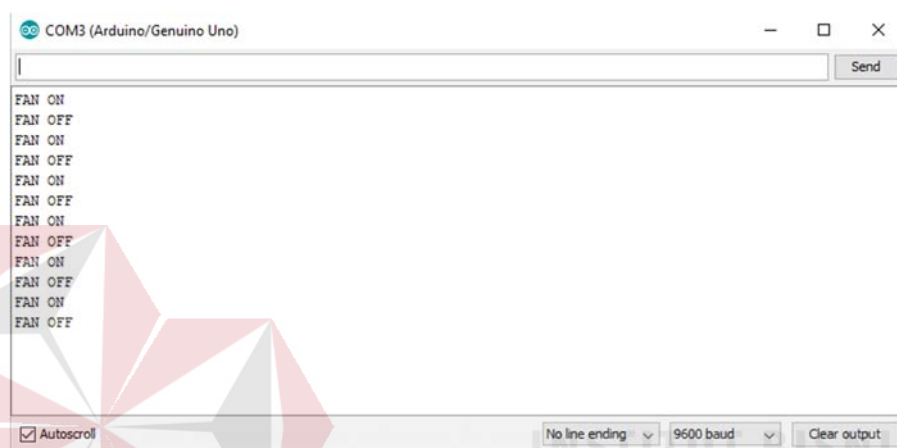 COM3 (Arduino/Genuino Uno)
Send
FAN ON
FAN OFF
FAN ON
FAN OFF
FAN ON
FAN OFF
FAN ON
FAN OFF
FAN ON
FAN OFF
FAN ON
FAN OFF
Autoscroll No line ending 9600 baud Clear output